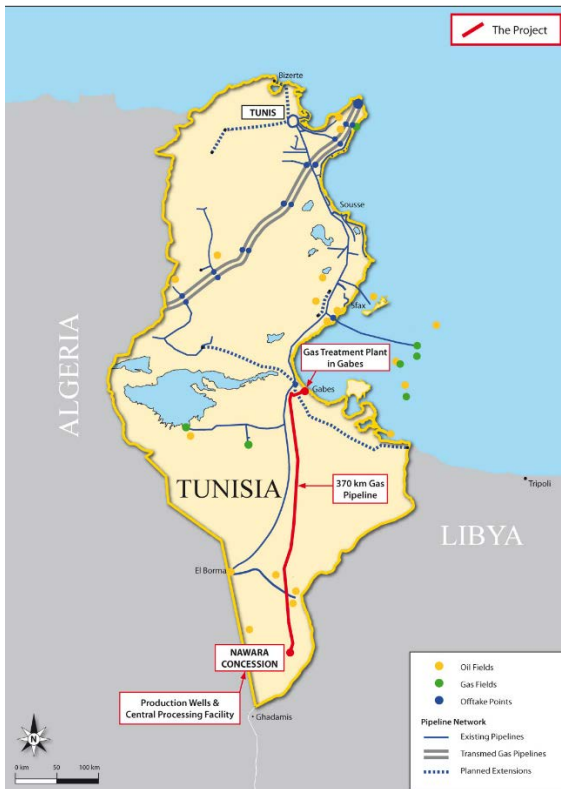 The Project
Bizerte
TUNIS
Sousse
Sfax
Gas Treatment Plant
in Gabes
Gabes
ALGERIA
TUNISIA
370 km Gas
Pipeline
Tripoli
LIBYA
El Borma
NAWARA
CONCESSION
Production Wells &
Central Processing Facility
Ghadamis
Oil Fields
Gas Fields
Offtake Points
Pipeline Network
Existing Pipelines
Transmed Gas Pipelines
Planned Extensions
N
0 km 50 100 km